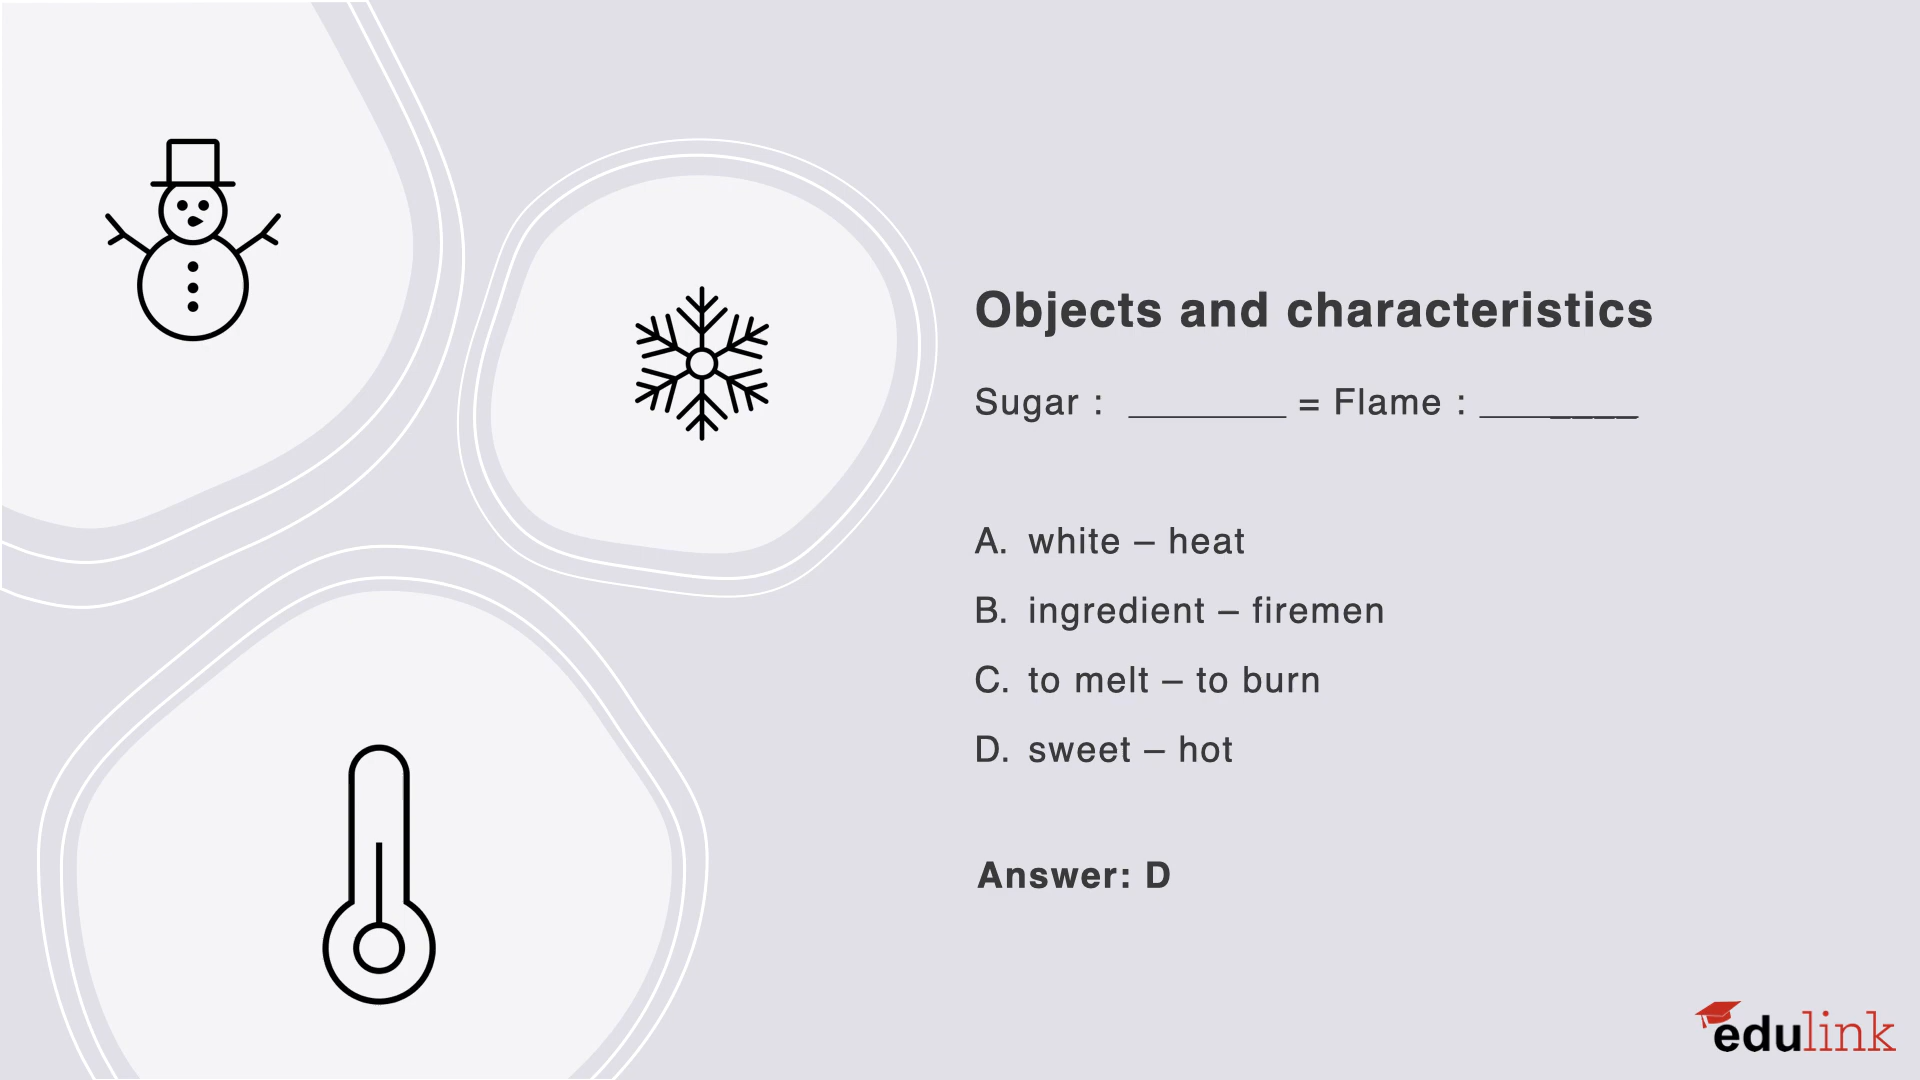 Objects and characteristics
Sugar : ________ = Flame : ________
A. white – heat
B. ingredient – firemen
C. to melt – to burn
D. sweet – hot
Answer: D
edulink